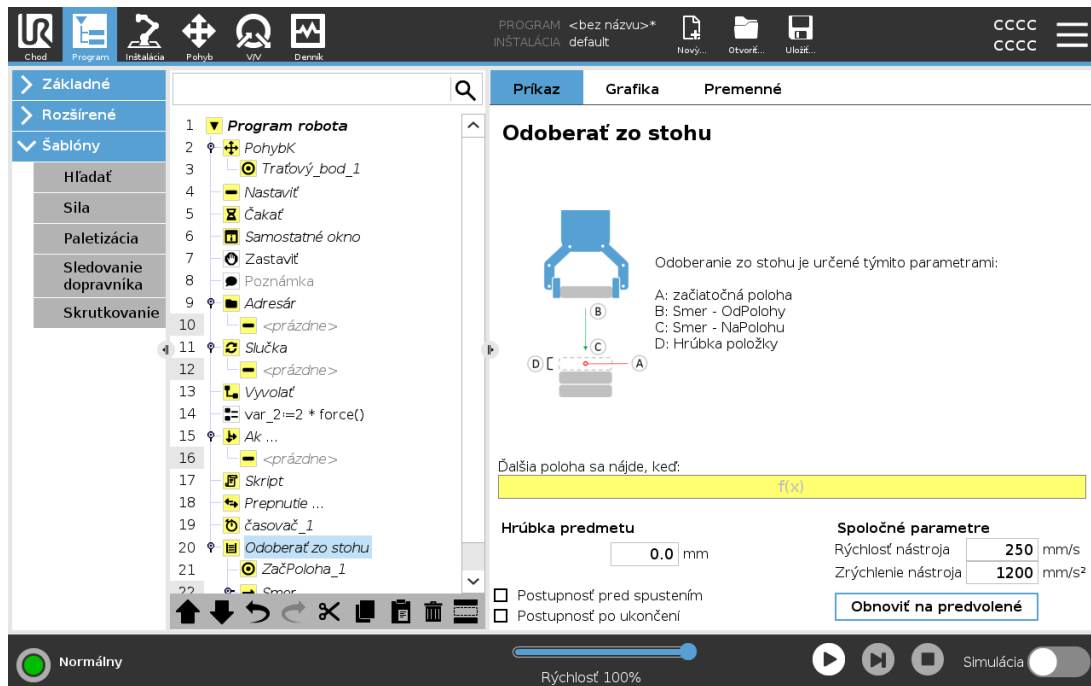 PROGRAM <bez názvu>*
INŠTALÁCIA default
Chod
Program
Inštalácia
Pohyb
V/V
Denník
Nový...
Otvoriť...
Uložiť...
CCCC
CCCC
Základné
Rozšírené
Šablóny
Hľadať
Sila
Paletizácia
Sledovanie
dopravníka
Skrutkovanie
1 Program robota
2 PohybK
3 Traťový_bod_1
4 Nastaviť
5 Čakať
6 Samostatné okno
7 Zastaviť
8 Poznámka
9 Adresár
10 <prázdne>
11 Slučka
12 <prázdne>
13 Vyvolať
14 var_2:=2 * force()
15 Ak ...
16 <prázdne>
17 Skript
18 Prepnutie ...
19 časovač_1
20 Odoberať zo stohu
21 ZačPoloha_1
22 Smer
Príkaz
Grafika
Premenné
Odoberať zo stohu
Odoberanie zo stohu je určené týmito parametrami:
A: začiatočná poloha
B: Smer - OdPolohy
C: Smer - NaPolohu
D: Hrúbka položky
B
C
D
A
Ďalšia poloha sa nájde, keď:
f(x)
Hrúbka predmetu
0.0 mm
Postupnosť pred spustením
Postupnosť po ukončení
Spoločné parametre
Rýchlosť nástroja 250 mm/s
Zrýchlenie nástroja 1200 mm/s²
Obnoviť na predvolené
Normálny
Rýchlosť 100%
Simulácia